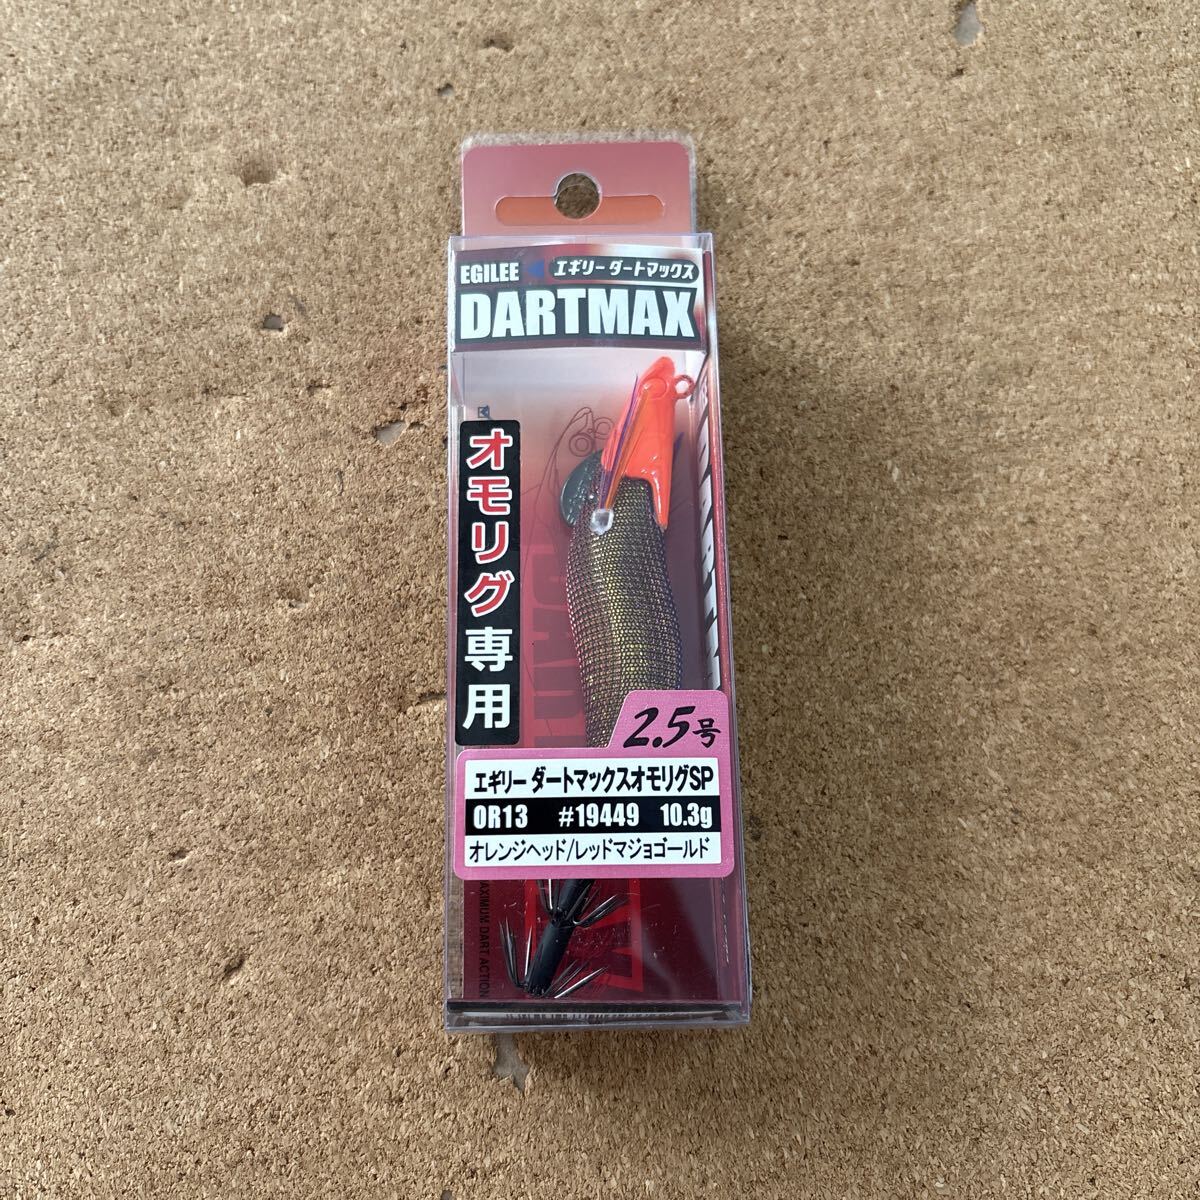 EGILEE エギリーダートマックス
DARTMAX
オモリグ専用
2.5号
エギリー ダートマックスオモリグSP
OR13 #19449 10.3g
オレンジヘッド/レッドマジョゴールド
MAXIMUM DART ACTION